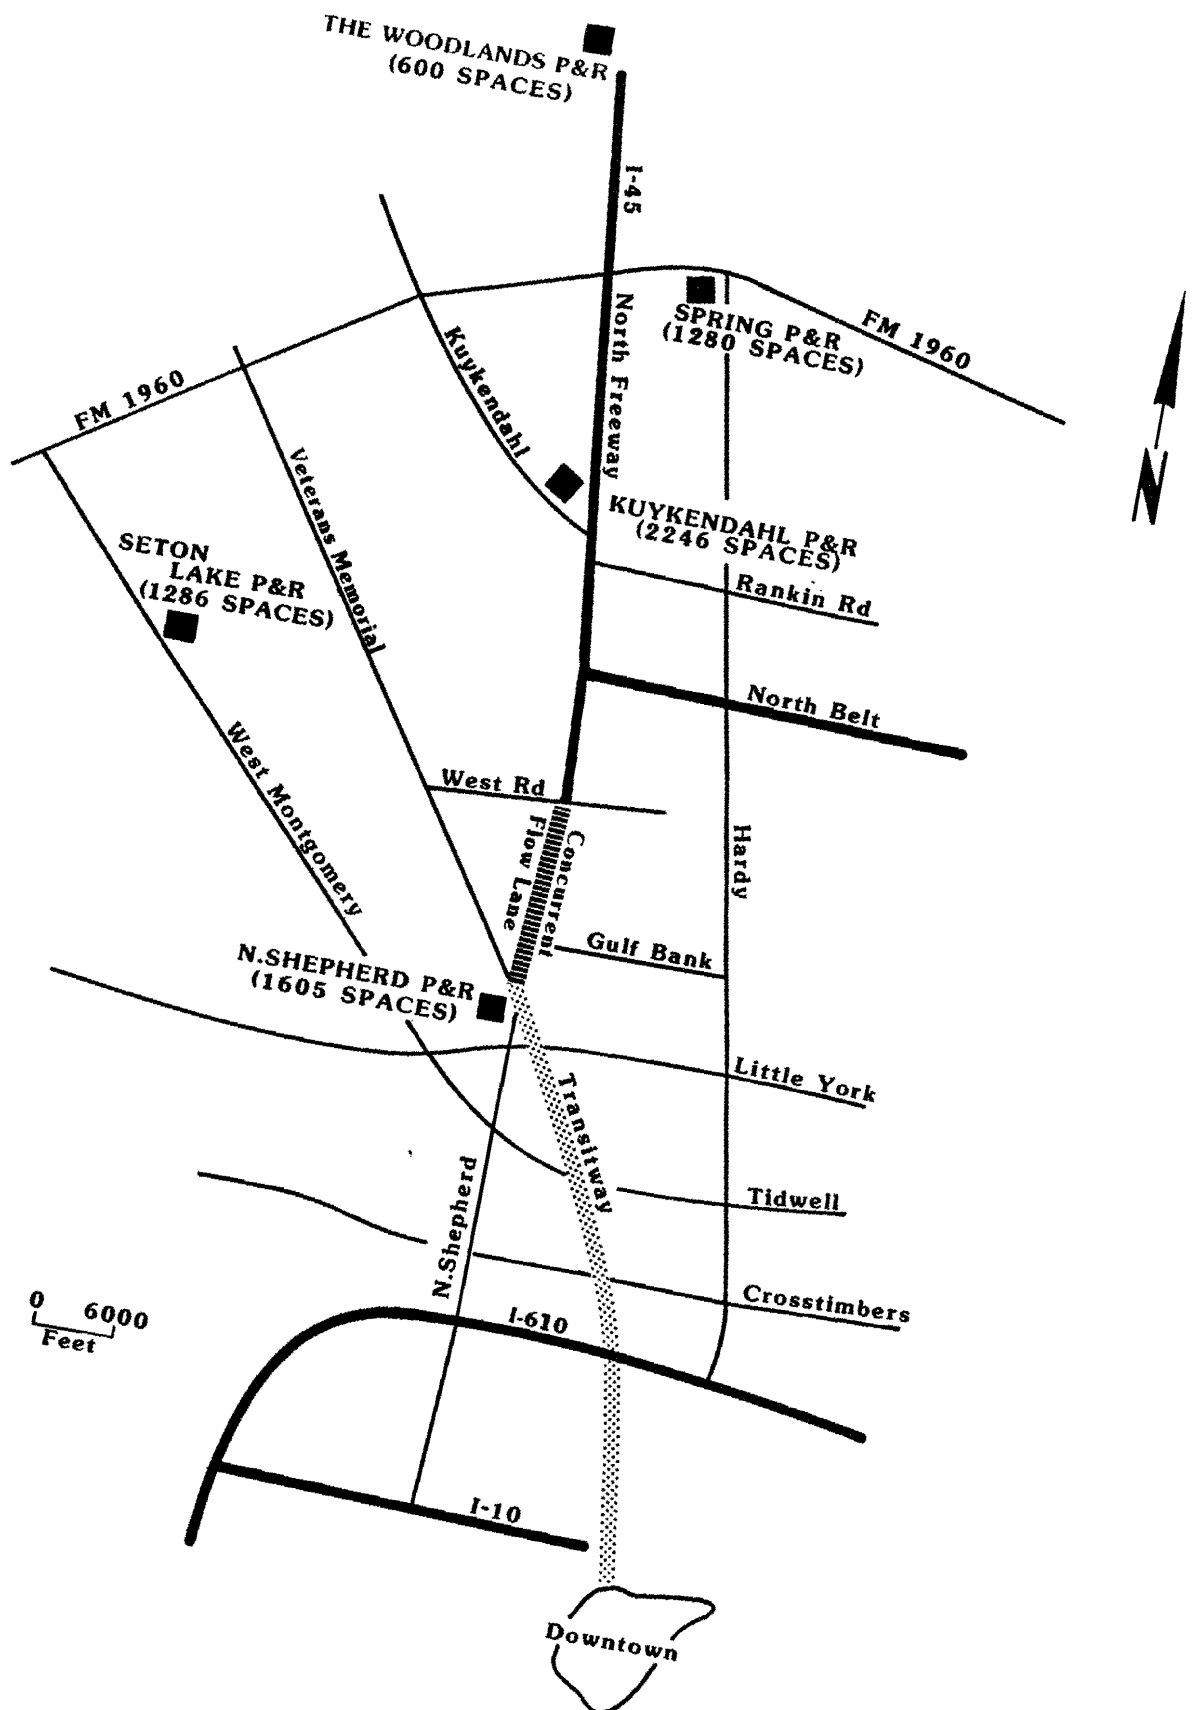 THE WOODLANDS P&R
(600 SPACES)
I-45
North Freeway
SPRING P&R
(1280 SPACES)
FM 1960
Kuykendahl
FM 1960
Veterans Memorial
KUYKENDAHL P&R
(2246 SPACES)
SETON
LAKE P&R
(1286 SPACES)
Rankin Rd
N
North Belt
West Montgomery
West Rd
Concurrent
Flow Lane
Hardy
Gulf Bank
N.SHEPHERD P&R
(1605 SPACES)
Little York
Transitway
Tidwell
N.Shepherd
Crosstimbers
0 6000
Feet
I-610
I-10
Downtown